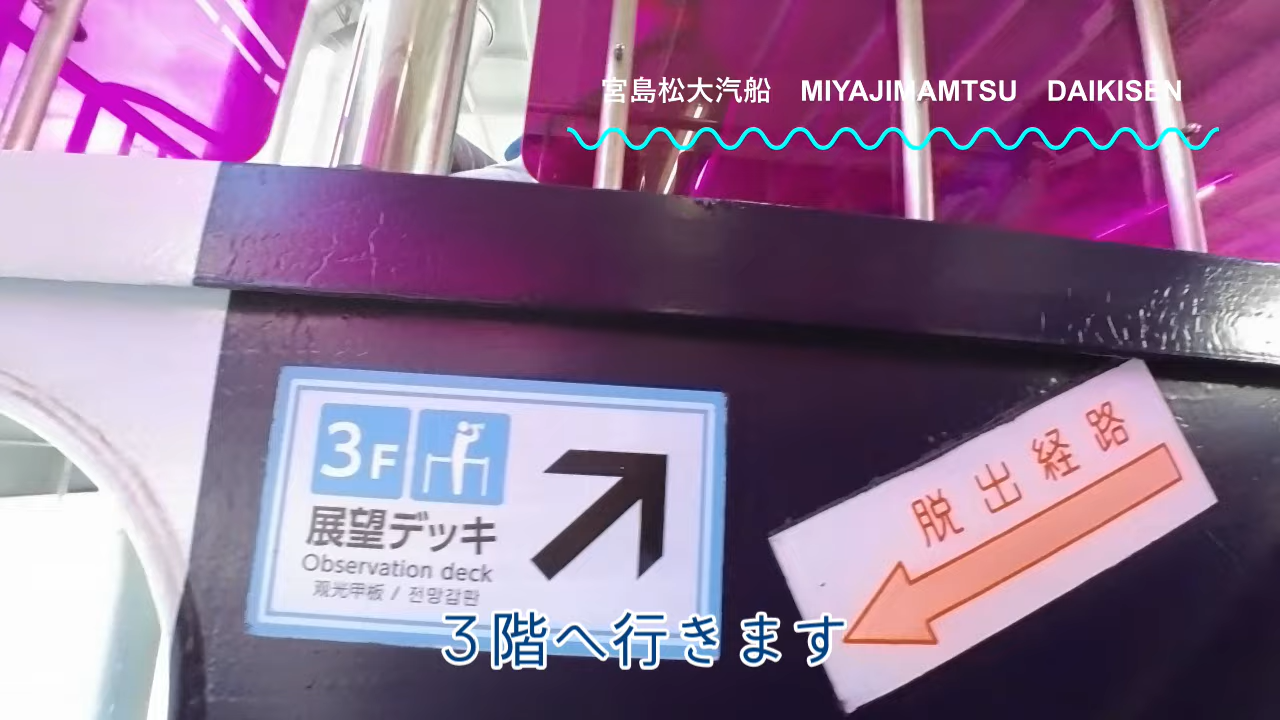 宮島松大汽船 MIYAJIMAMTSU DAIKISEN
3F
展望デッキ
Observation deck
观光甲板 / 전망갑판
脱出経路
3階へ行きます